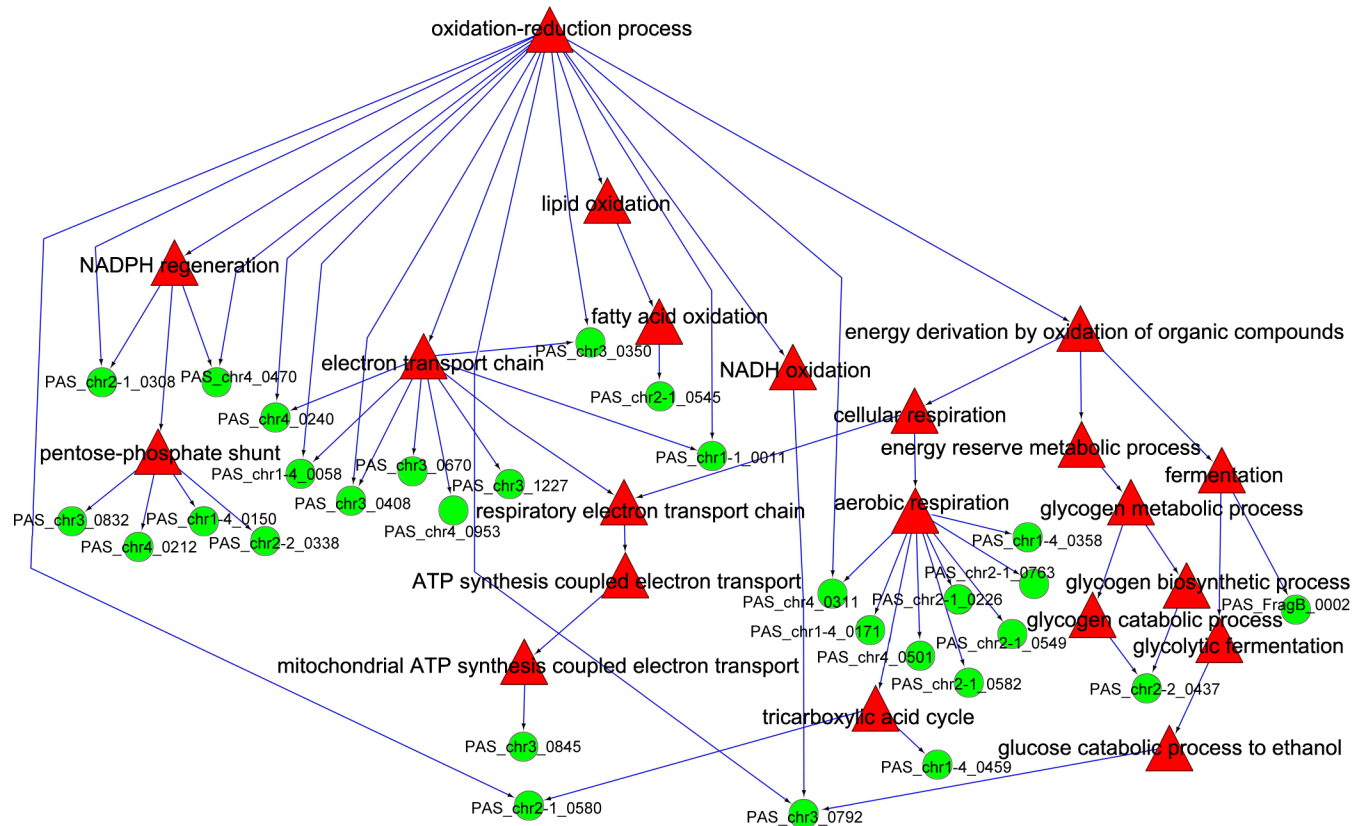 oxidation-reduction process
lipid oxidation
NADPH regeneration
fatty acid oxidation
energy derivation by oxidation of organic compounds
PAS_chr3_0350
electron transport chain
NADH oxidation
PAS_chr2-1_0308
PAS_chr4_0470
PAS_chr2-1_0545
PAS_chr4_0240
cellular respiration
energy reserve metabolic process
pentose-phosphate shunt
PAS_chr1-4_0058
PAS_chr3_0670
PAS_chr1-1_0011
fermentation
PAS_chr3_1227
PAS_chr3_0408
aerobic respiration
glycogen metabolic process
respiratory electron transport chain
PAS_chr3_0832
PAS_chr1-4_0150
PAS_chr4_0953
PAS_chr2-2_0338
PAS_chr4_0212
PAS_chr1-4_0358
PAS_chr2-1_0763
ATP synthesis coupled electron transport
glycogen biosynthetic process
PAS_chr4_0311
PAS_chr2-1_0226
PAS_FragB_0002
glycogen catabolic process
PAS_chr1-4_0171
PAS_chr2-1_0549
glycolytic fermentation
PAS_chr4_0501
mitochondrial ATP synthesis coupled electron transport
PAS_chr2-1_0582
PAS_chr2-2_0437
tricarboxylic acid cycle
PAS_chr3_0845
glucose catabolic process to ethanol
PAS_chr1-4_0459
PAS_chr2-1_0580
PAS_chr3_0792